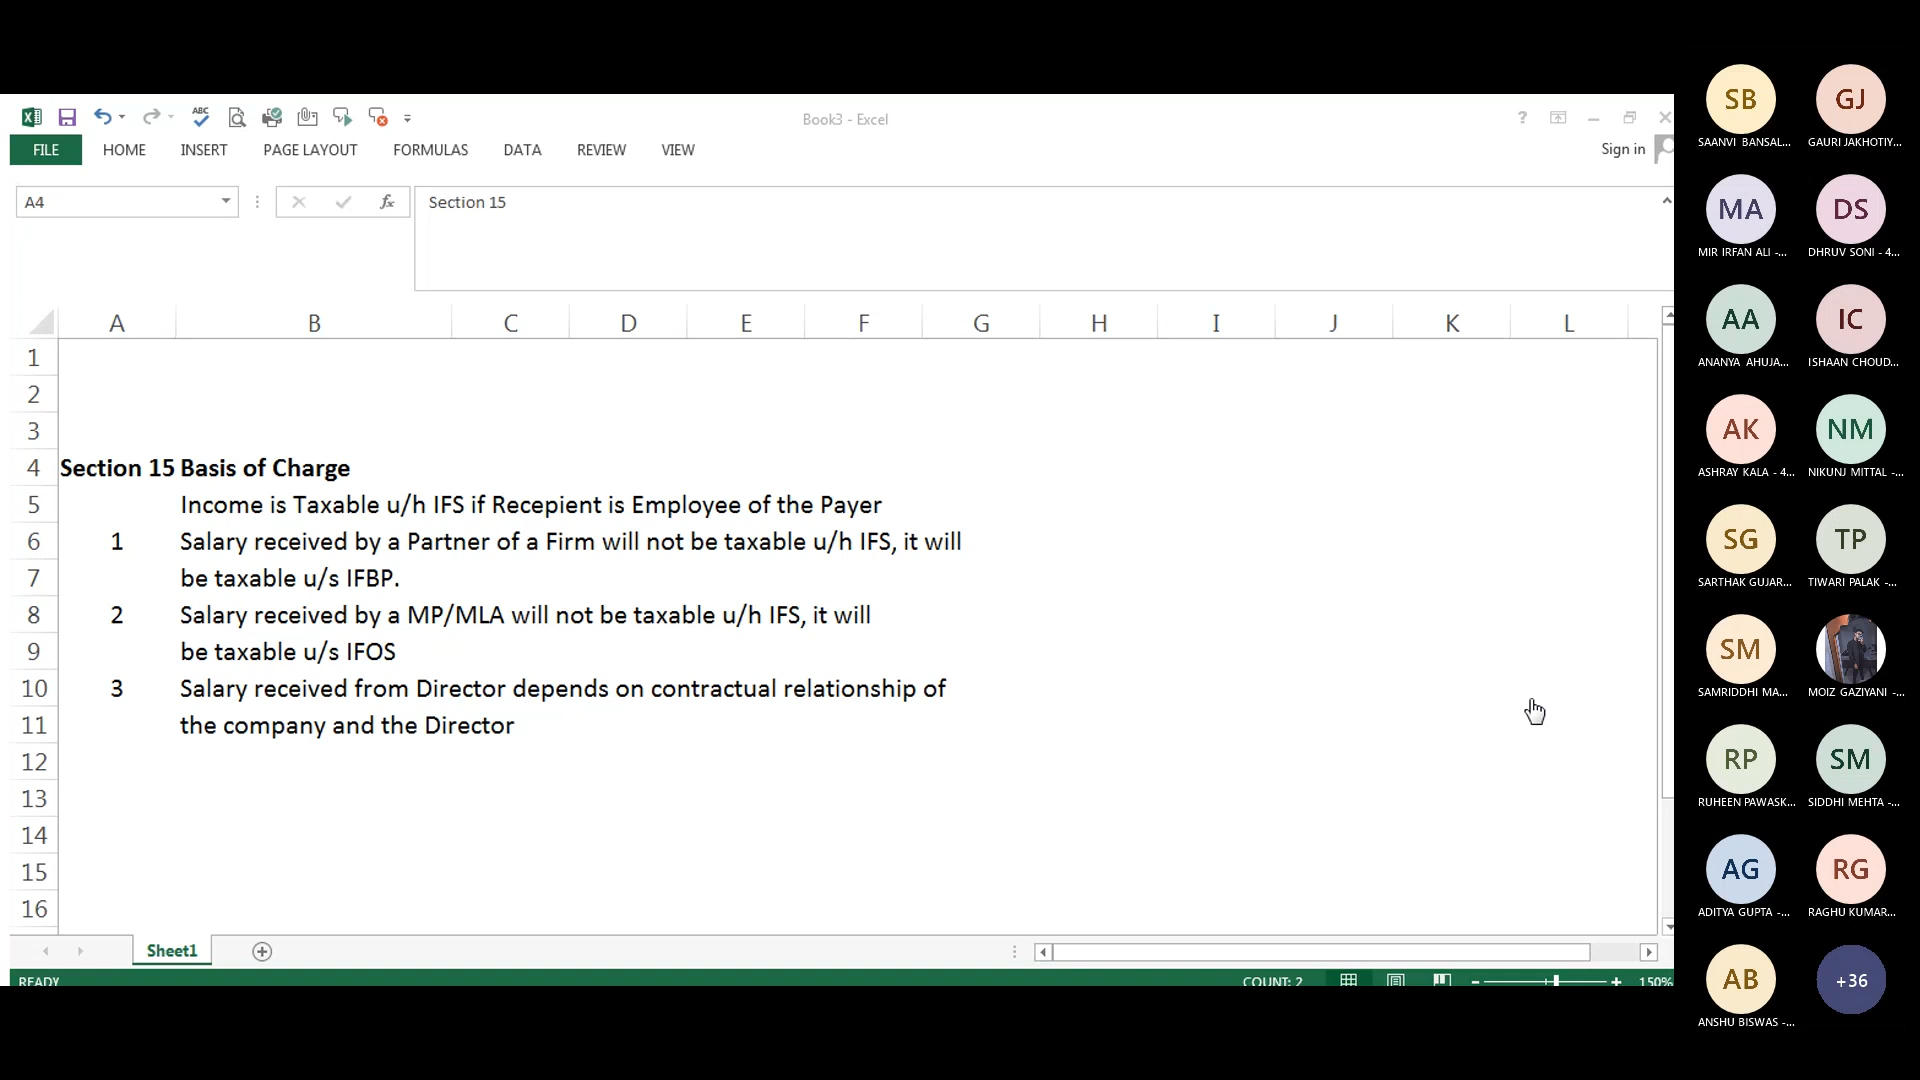 Book3 - Excel
FILE HOME INSERT PAGE LAYOUT FORMULAS DATA REVIEW VIEW
Sign in
A4
Section 15
A B C D E F G H I J K L
1
2
3
4 Section 15 Basis of Charge
5 Income is Taxable u/h IFS if Recepient is Employee of the Payer
6 1 Salary received by a Partner of a Firm will not be taxable u/h IFS, it will
7 be taxable u/s IFBP.
8 2 Salary received by a MP/MLA will not be taxable u/h IFS, it will
9 be taxable u/s IFOS
10 3 Salary received from Director depends on contractual relationship of
11 the company and the Director
12
13
14
15
16
Sheet1
READY
COUNT: 2
150%
SB GJ
SAANVI BANSAL... GAURI JAKHOTIY...
MA DS
MIR IRFAN ALI -... DHRUV SONI - 4...
AA IC
ANANYA AHUJA... ISHAAN CHOUD...
AK NM
ASHRAY KALA - 4... NIKUNJ MITTAL -...
SG TP
SARTHAK GUJAR... TIWARI PALAK -...
SM
SAMRIDDHI MA... MOIZ GAZIYANI -...
RP SM
RUHEEN PAWASK... SIDDHI MEHTA -...
AG RG
ADITYA GUPTA -... RAGHU KUMAR...
AB +36
ANSHU BISWAS -...